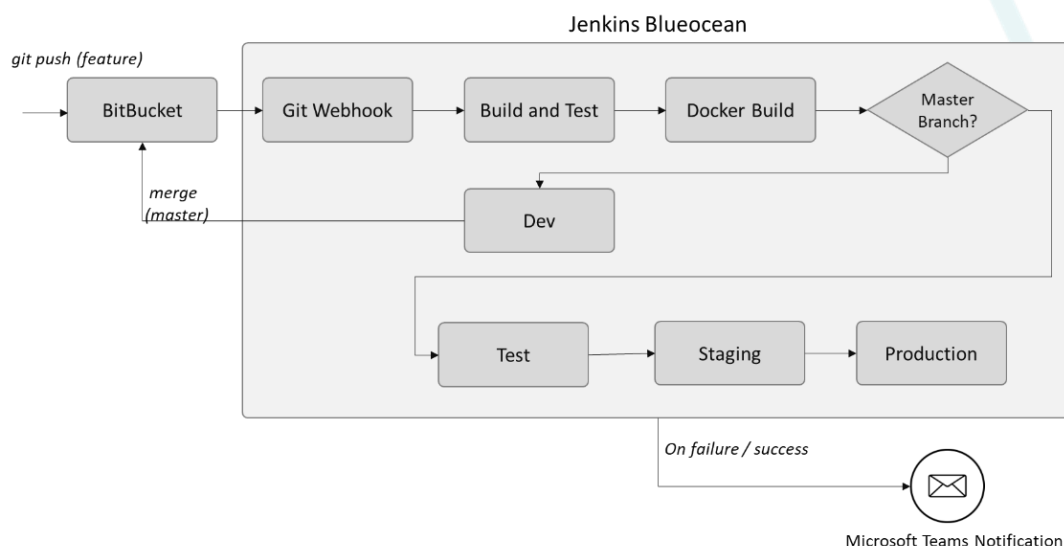 Jenkins Blueocean
git push (feature)
BitBucket
Git Webhook
Build and Test
Docker Build
Master
Branch?
merge
(master)
Dev
Test
Staging
Production
On failure / success
Microsoft Teams Notification